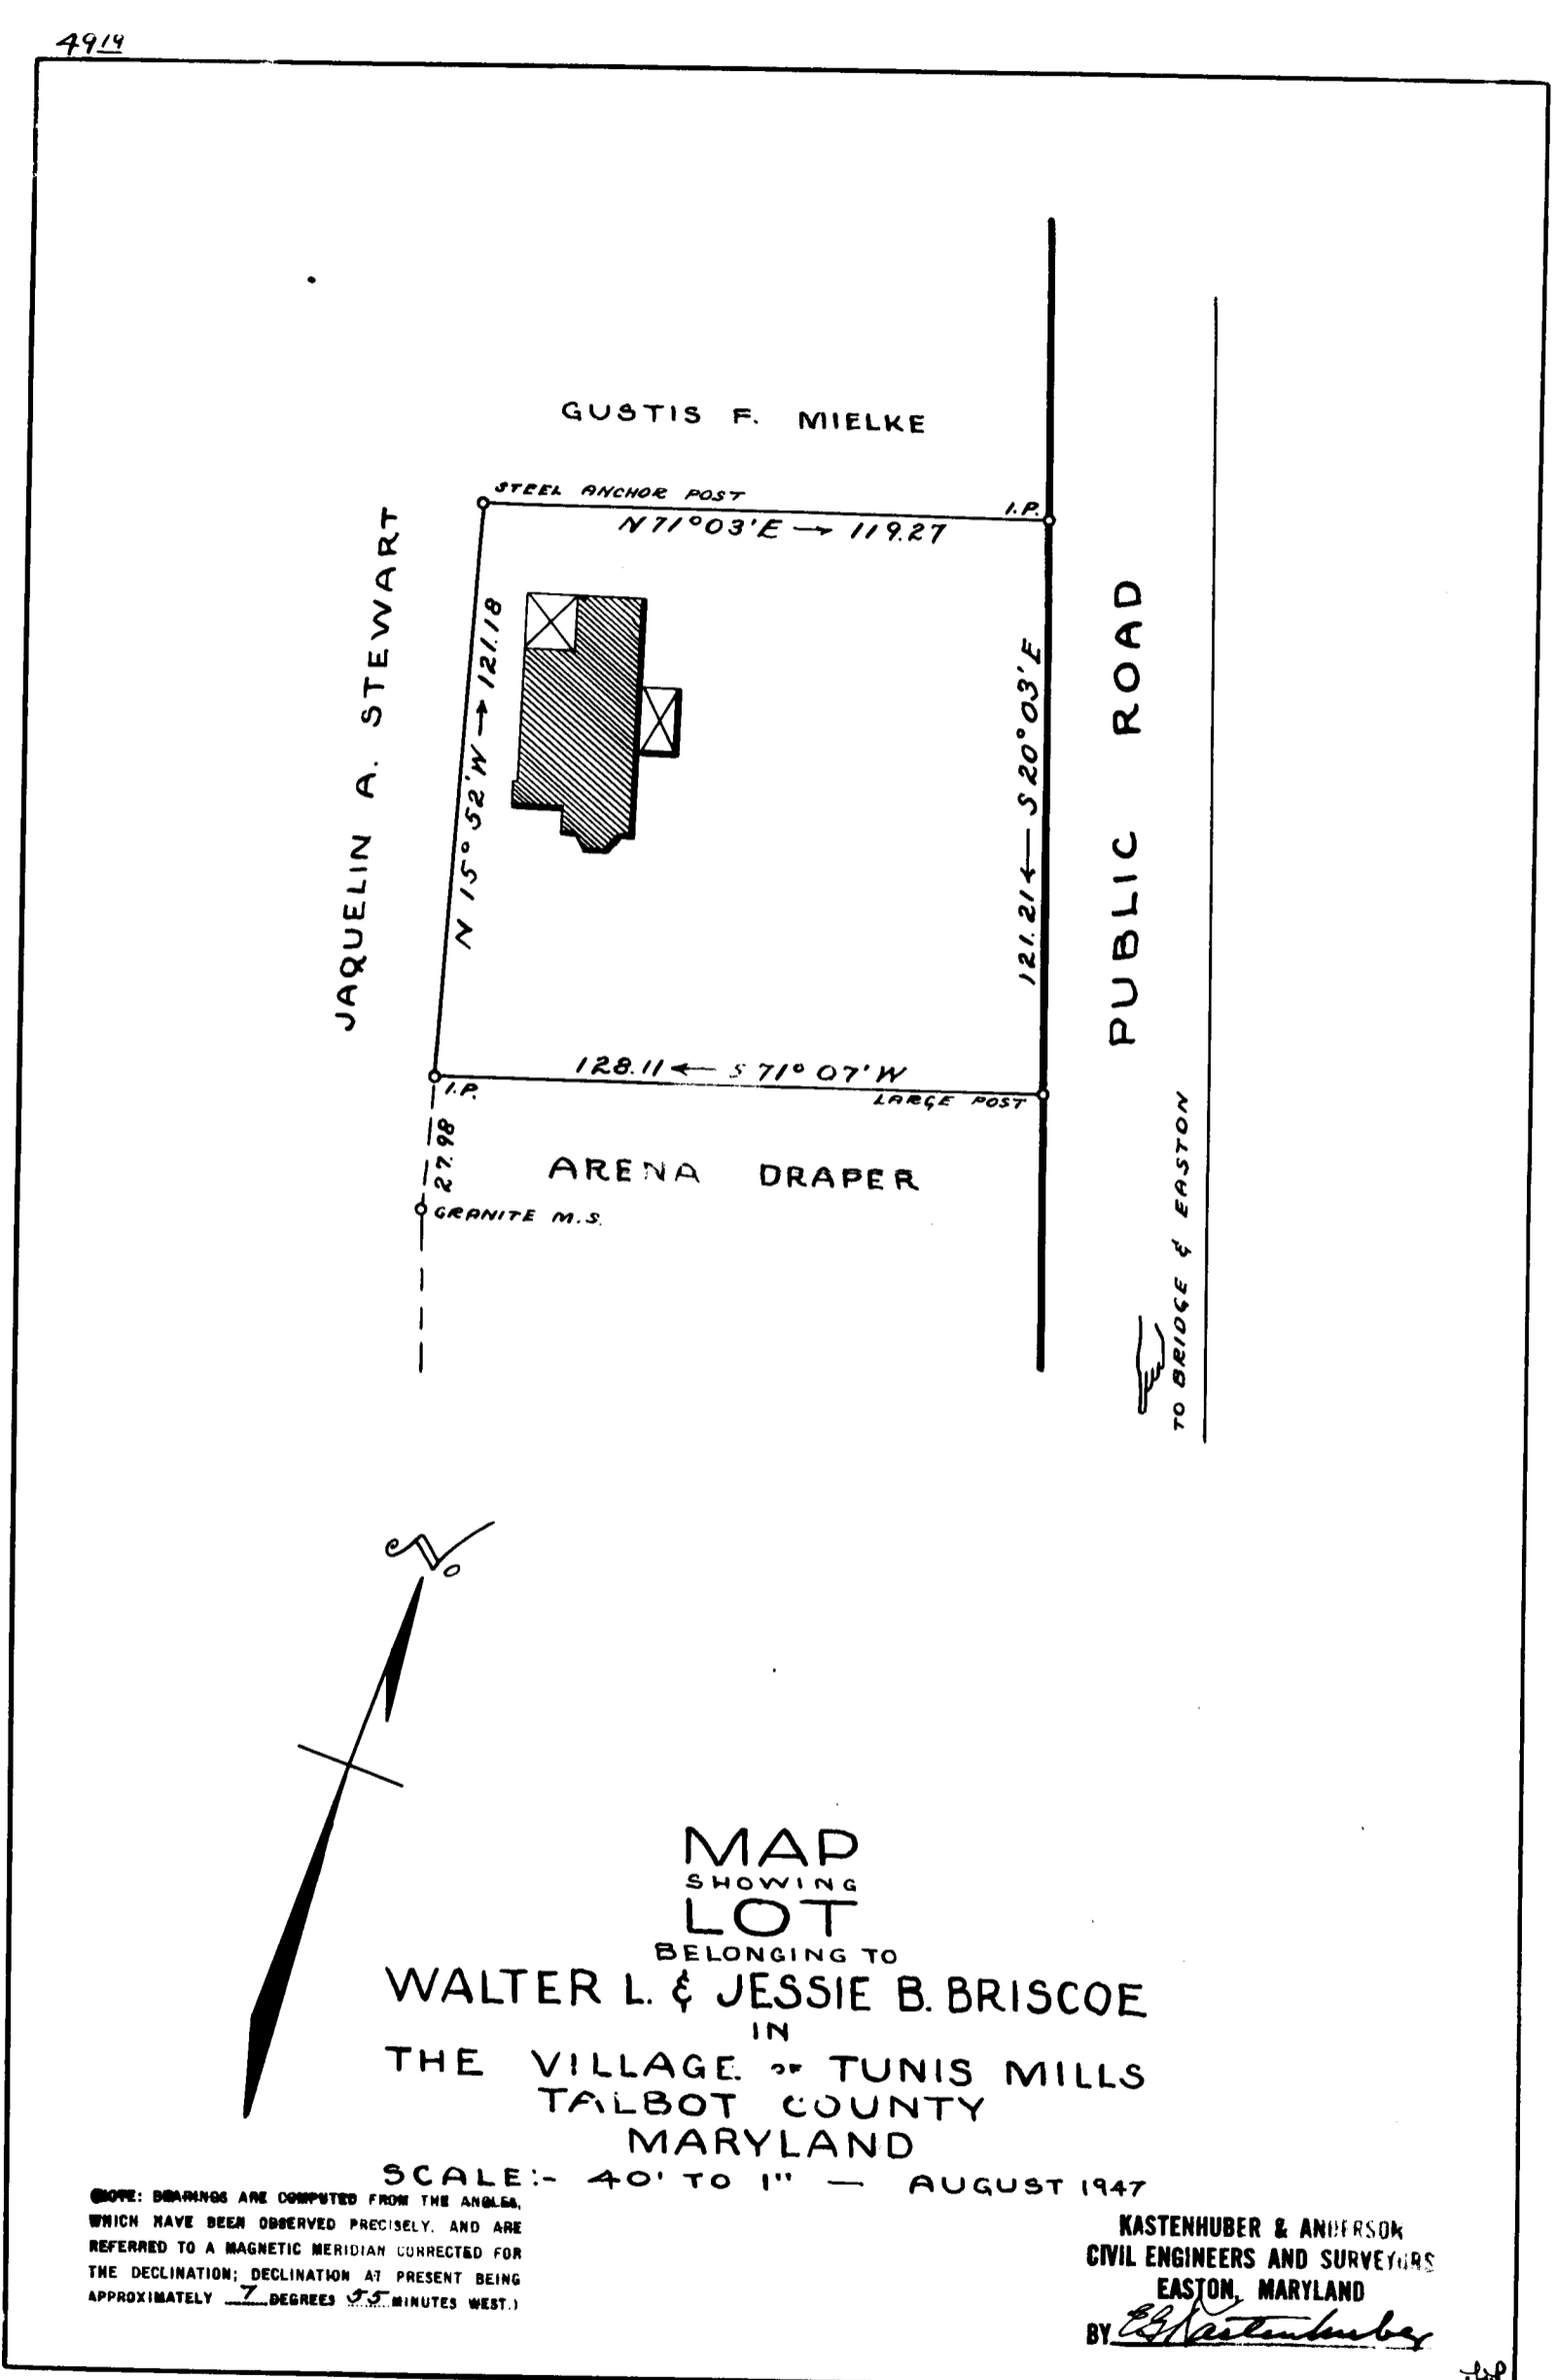 4919
GUSTIS F. MIELKE
STEEL ANCHOR POST
I.P.
N 71°03'E → 119.27
JAQUELIN A. STEWART
N 15° 52'W → 121.18
121.21 ← S 20°03'E
PUBLIC ROAD
128.11 ← S 71° 07' W
I.P.
LARGE POST
27.98
ARENA DRAPER
GRANITE M.S.
TO BRIDGE & EASTON
No
MAP
SHOWING
LOT
BELONGING TO
WALTER L. & JESSIE B. BRISCOE
IN
THE VILLAGE OF TUNIS MILLS
TALBOT COUNTY
MARYLAND
SCALE:- 40' TO 1" — AUGUST 1947
(NOTE: BEARINGS ARE COMPUTED FROM THE ANGLES,
WHICH HAVE BEEN OBSERVED PRECISELY, AND ARE
REFERRED TO A MAGNETIC MERIDIAN CORRECTED FOR
THE DECLINATION; DECLINATION AT PRESENT BEING
APPROXIMATELY 7 DEGREES 55 MINUTES WEST.)
KASTENHUBER & ANDERSON
CIVIL ENGINEERS AND SURVEYORS
EASTON, MARYLAND
BY E G Kastenhuber